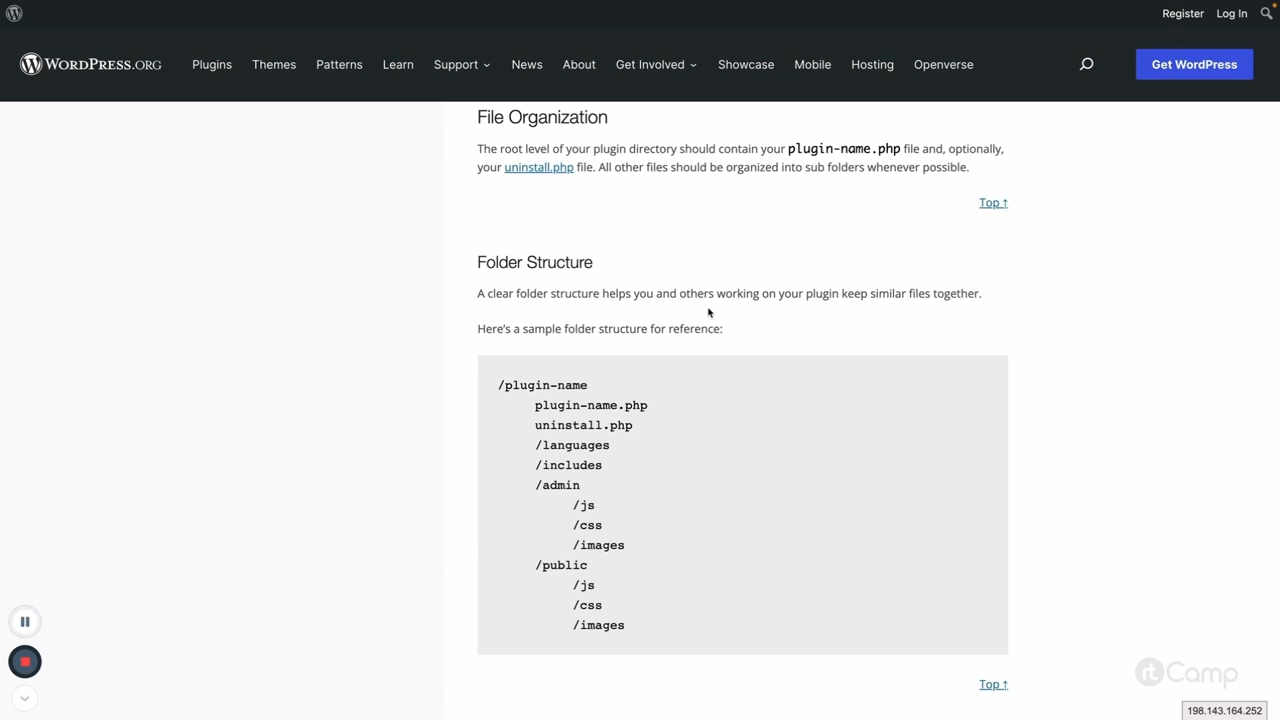 Register Log In
WORDPRESS.ORG Plugins Themes Patterns Learn Support News About Get Involved Showcase Mobile Hosting Openverse Get WordPress
File Organization
The root level of your plugin directory should contain your plugin-name.php file and, optionally,
your uninstall.php file. All other files should be organized into sub folders whenever possible.
Top ↑
Folder Structure
A clear folder structure helps you and others working on your plugin keep similar files together.
Here’s a sample folder structure for reference:
/plugin-name
plugin-name.php
uninstall.php
/languages
/includes
/admin
/js
/css
/images
/public
/js
/css
/images
rtCamp
Top ↑
198.143.164.252